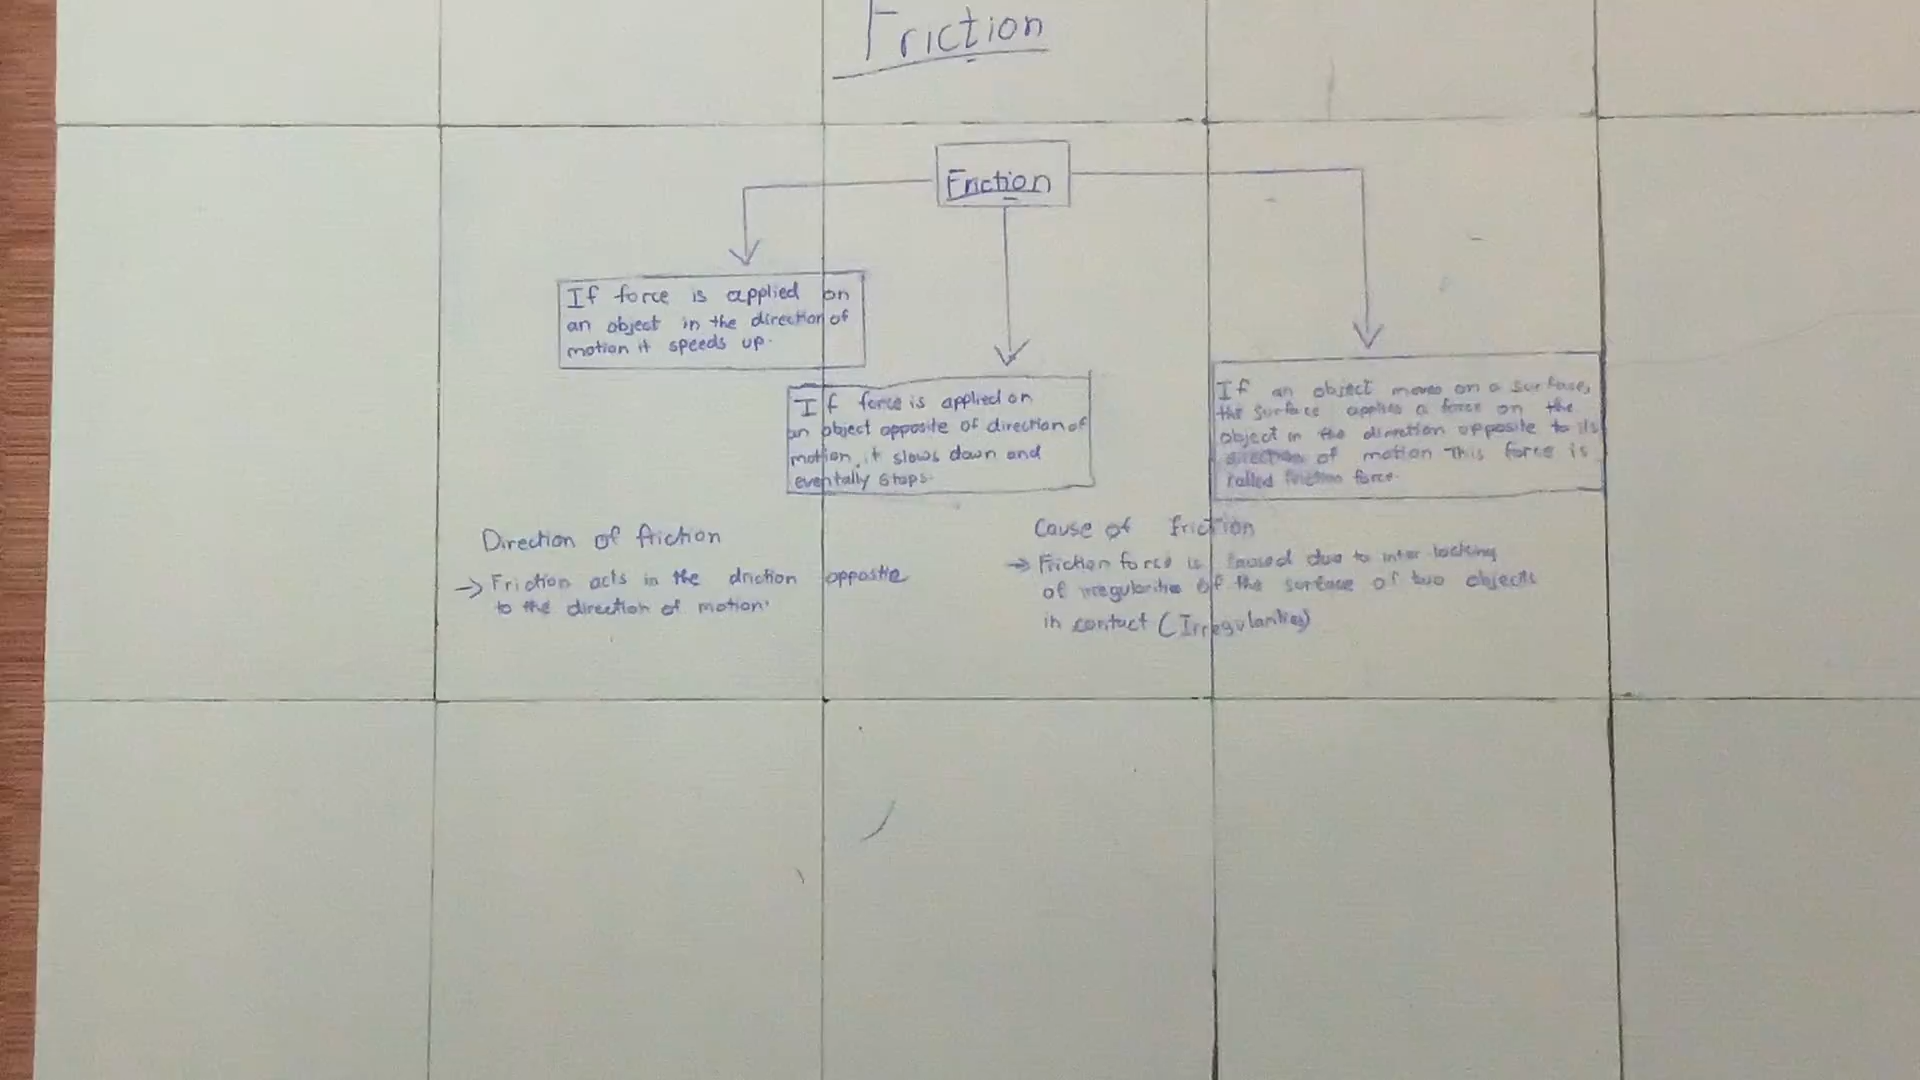 Friction
Friction
If force is applied on
an object in the direction of
motion it speeds up.
If force is applied on
an object opposite of direction of
motion, it slows down and
eventally stops.
If an object moves on a surface,
the surface applies a force on the
object in the direction opposite to its
direction of motion This force is
called friction force.
Direction of friction
→ Friction acts in the driction oppostie
to the direction of motion.
Cause of friction
→ Friction force is caused due to inter locking
of irregularities of the surface of two objects
in contact (Irregularities)